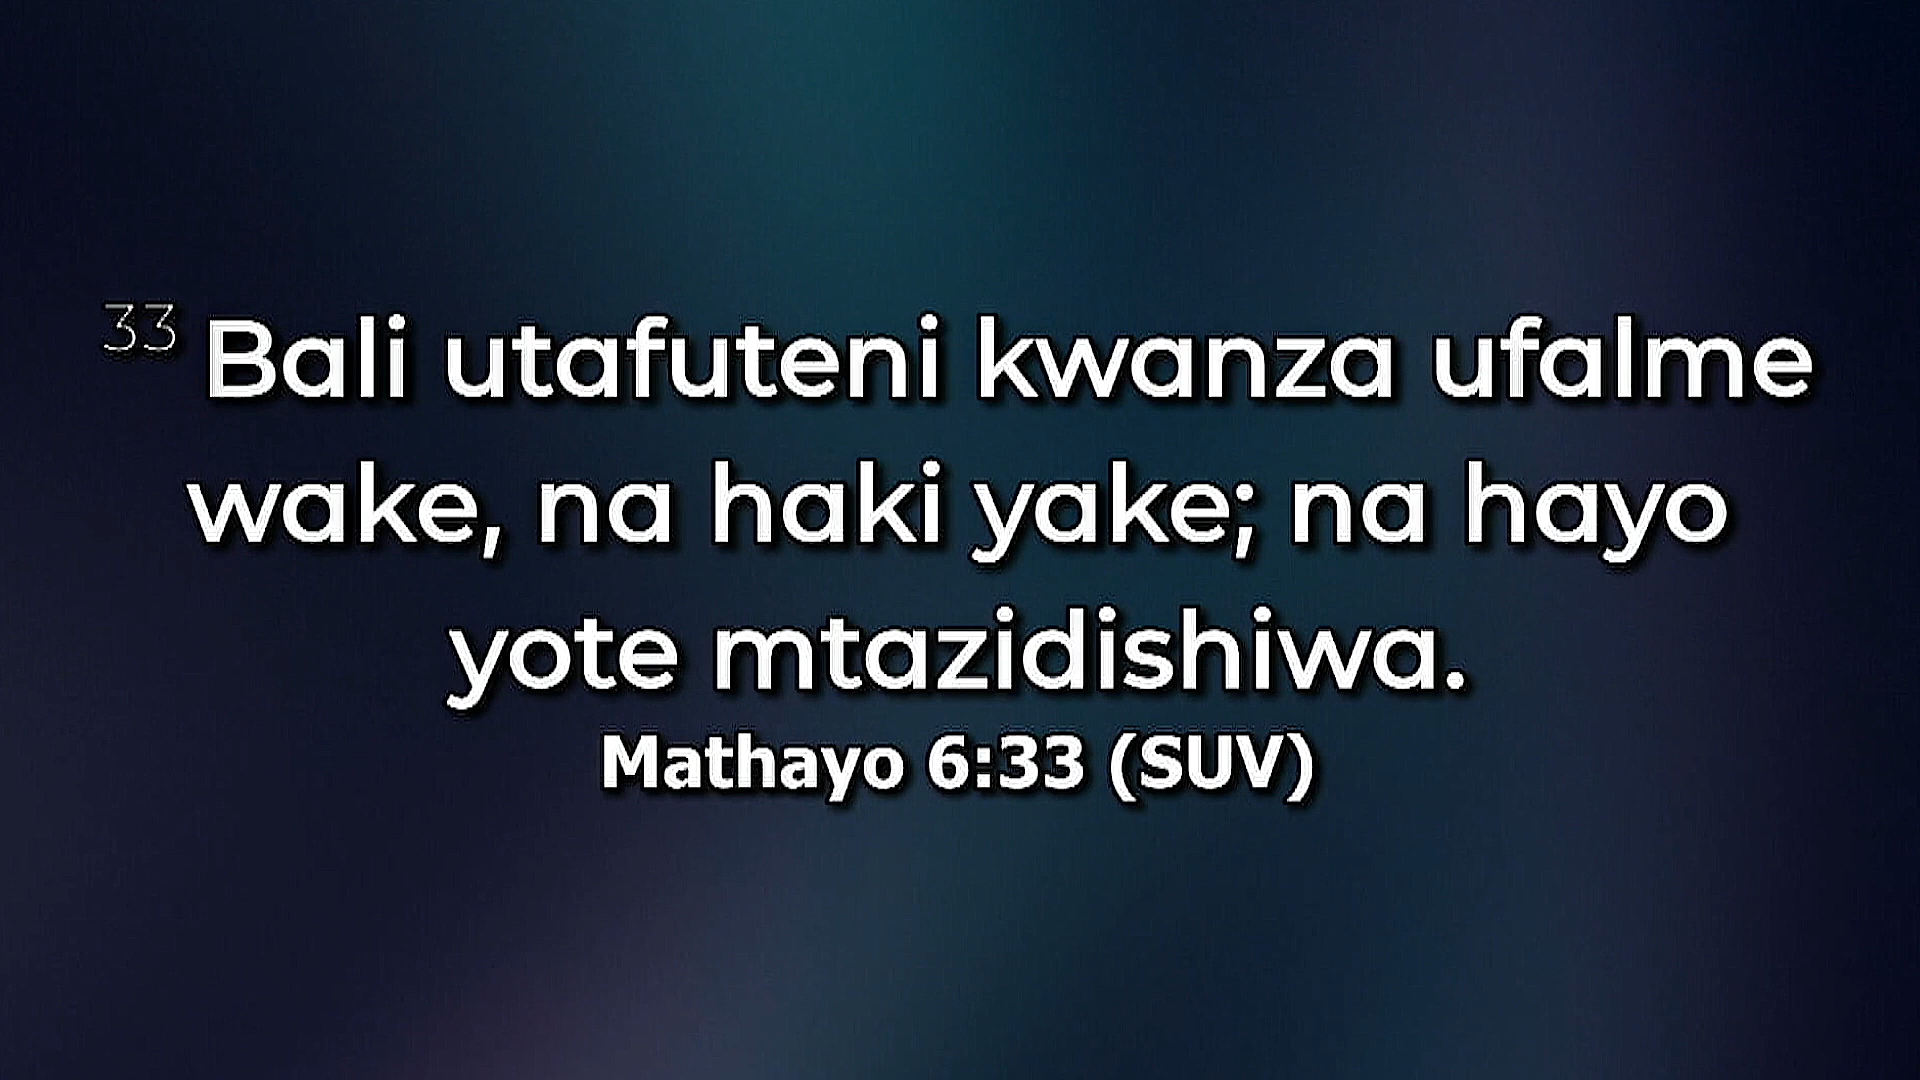 33 Bali utafuteni kwanza ufalme
wake, na haki yake; na hayo
yote mtazidishiwa.
Mathayo 6:33 (SUV)